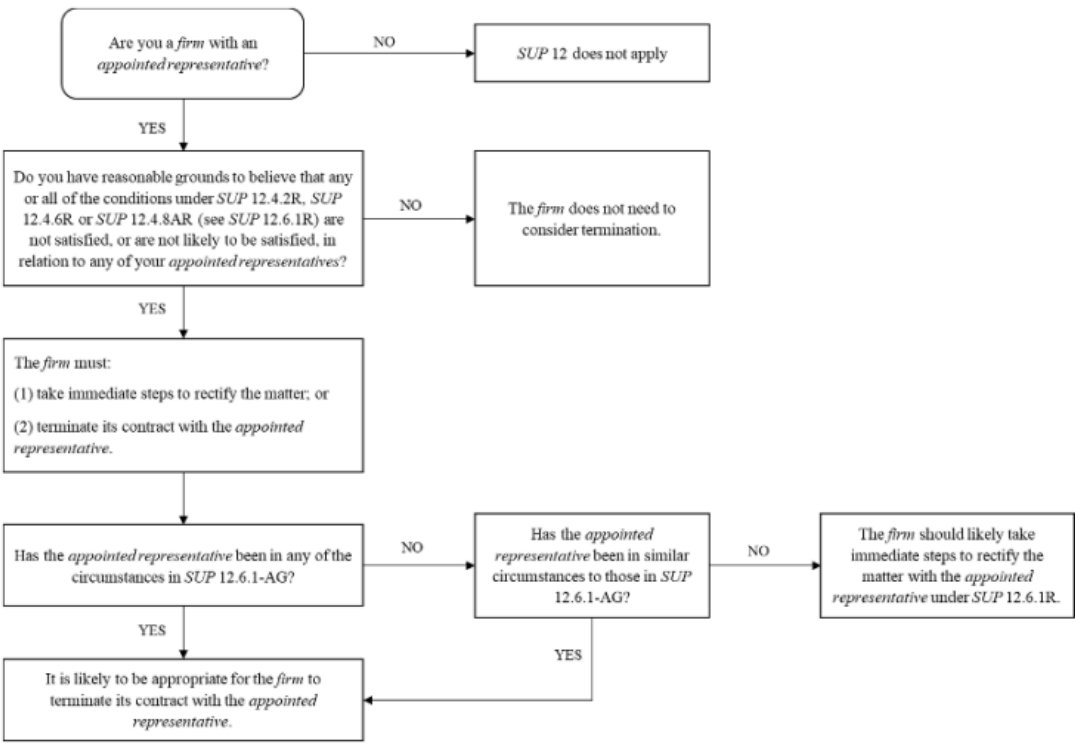 Are you a firm with an
appointed representative?
NO
SUP 12 does not apply
YES
Do you have reasonable grounds to believe that any
or all of the conditions under SUP 12.4.2R, SUP
12.4.6R or SUP 12.4.8AR (see SUP 12.6.1R) are
not satisfied, or are not likely to be satisfied, in
relation to any of your appointed representatives?
NO
The firm does not need to
consider termination.
YES
The firm must:
(1) take immediate steps to rectify the matter; or
(2) terminate its contract with the appointed
representative.
Has the appointed representative been in any of the
circumstances in SUP 12.6.1-AG?
NO
Has the appointed
representative been in similar
circumstances to those in SUP
12.6.1-AG?
NO
The firm should likely take
immediate steps to rectify the
matter with the appointed
representative under SUP 12.6.1R.
YES
YES
It is likely to be appropriate for the firm to
terminate its contract with the appointed
representative.